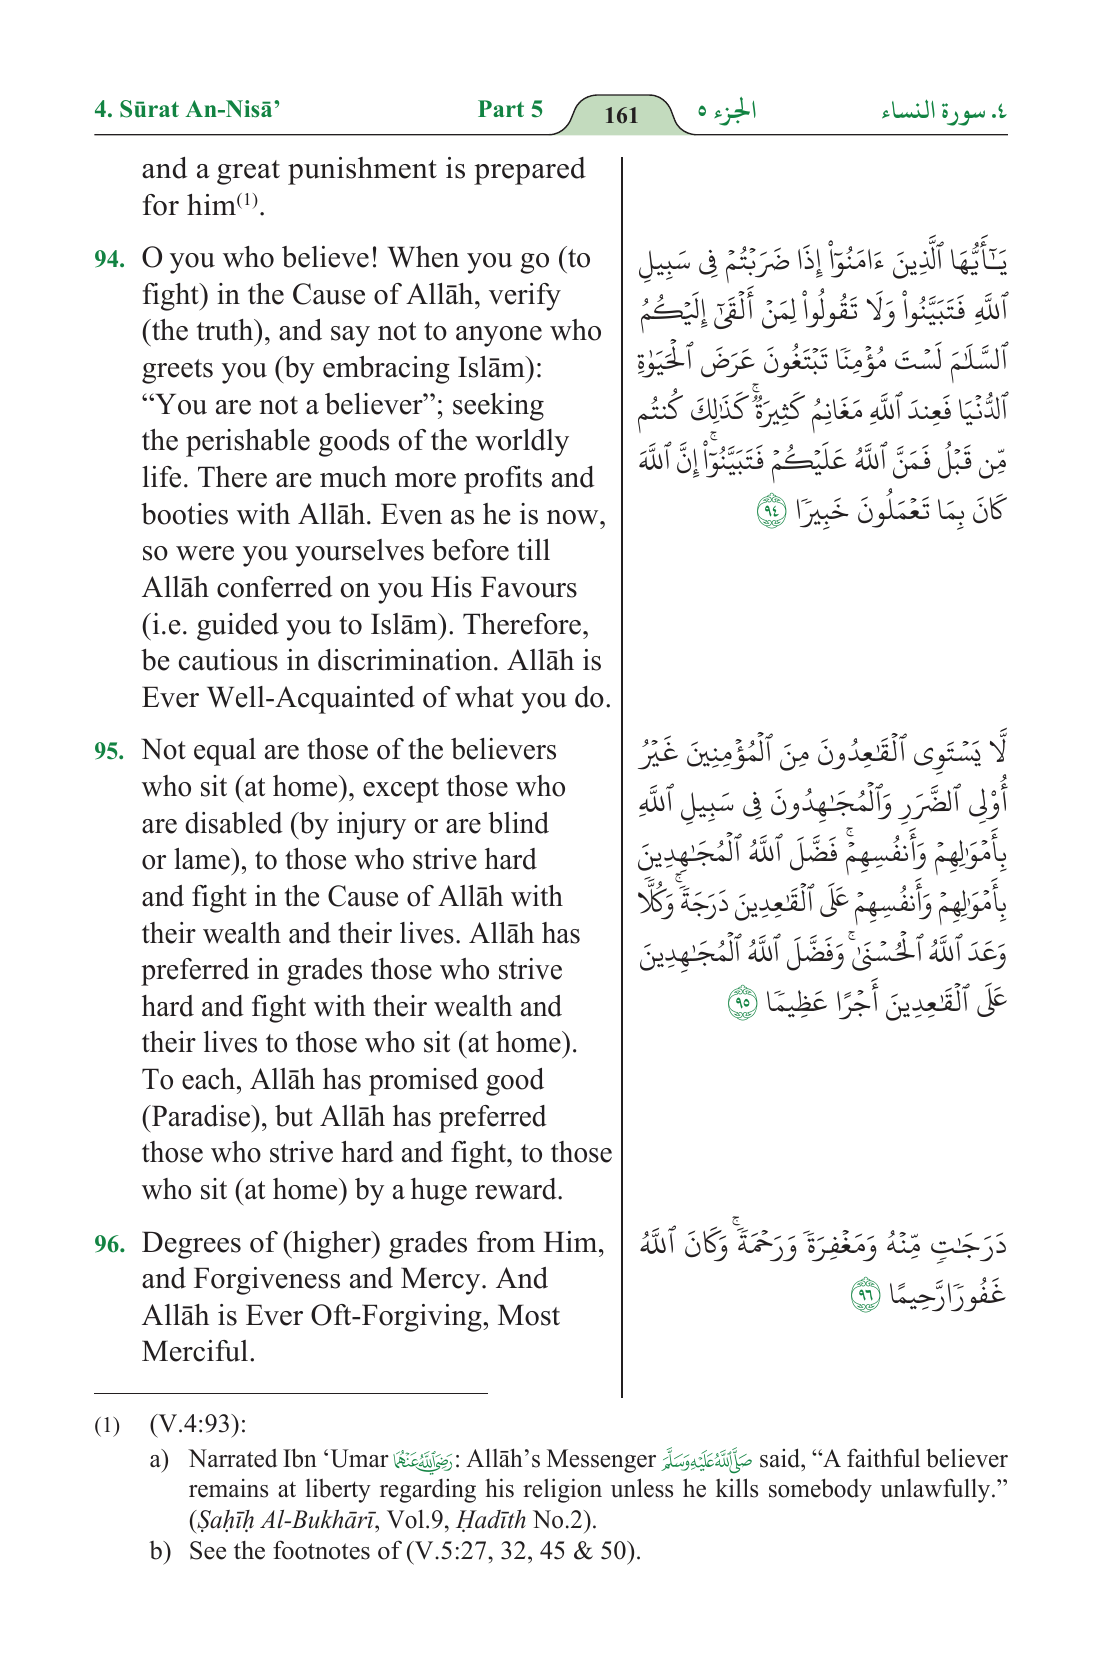 4. Sūrat An-Nisā’ Part 5 161 الجزء ٥ ٤. سورة النساء
and a great punishment is prepared
for him(1).
94. O you who believe! When you go (to
fight) in the Cause of Allāh, verify
(the truth), and say not to anyone who
greets you (by embracing Islām):
“You are not a believer”; seeking
the perishable goods of the worldly
life. There are much more profits and
booties with Allāh. Even as he is now,
so were you yourselves before till
Allāh conferred on you His Favours
(i.e. guided you to Islām). Therefore,
be cautious in discrimination. Allāh is
Ever Well-Acquainted of what you do.
يَـٰٓأَيُّهَا ٱلَّذِينَ ءَامَنُوٓا۟ إِذَا ضَرَبْتُمْ فِى سَبِيلِ
ٱللَّهِ فَتَبَيَّنُوا۟ وَلَا تَقُولُوا۟ لِمَنْ أَلْقَىٰٓ إِلَيْكُمُ
ٱلسَّلَـٰمَ لَسْتَ مُؤْمِنًا تَبْتَغُونَ عَرَضَ ٱلْحَيَوٰةِ
ٱلدُّنْيَا فَعِندَ ٱللَّهِ مَغَانِمُ كَثِيرَةٌ ۚ كَذَٰلِكَ كُنتُم
مِّن قَبْلُ فَمَنَّ ٱللَّهُ عَلَيْكُمْ فَتَبَيَّنُوٓا۟ ۚ إِنَّ ٱللَّهَ
كَانَ بِمَا تَعْمَلُونَ خَبِيرًا ٩٤
95. Not equal are those of the believers
who sit (at home), except those who
are disabled (by injury or are blind
or lame), to those who strive hard
and fight in the Cause of Allāh with
their wealth and their lives. Allāh has
preferred in grades those who strive
hard and fight with their wealth and
their lives to those who sit (at home).
To each, Allāh has promised good
(Paradise), but Allāh has preferred
those who strive hard and fight, to those
who sit (at home) by a huge reward.
لَّا يَسْتَوِى ٱلْقَـٰعِدُونَ مِنَ ٱلْمُؤْمِنِينَ غَيْرُ
أُو۟لِى ٱلضَّرَرِ وَٱلْمُجَـٰهِدُونَ فِى سَبِيلِ ٱللَّهِ
بِأَمْوَٰلِهِمْ وَأَنفُسِهِمْ ۚ فَضَّلَ ٱللَّهُ ٱلْمُجَـٰهِدِينَ
بِأَمْوَٰلِهِمْ وَأَنفُسِهِمْ عَلَى ٱلْقَـٰعِدِينَ دَرَجَةً ۚ وَكُلًّا
وَعَدَ ٱللَّهُ ٱلْحُسْنَىٰ ۚ وَفَضَّلَ ٱللَّهُ ٱلْمُجَـٰهِدِينَ
عَلَى ٱلْقَـٰعِدِينَ أَجْرًا عَظِيمًا ٩٥
96. Degrees of (higher) grades from Him,
and Forgiveness and Mercy. And
Allāh is Ever Oft-Forgiving, Most
Merciful.
دَرَجَـٰتٍ مِّنْهُ وَمَغْفِرَةً وَرَحْمَةً ۚ وَكَانَ ٱللَّهُ
غَفُورًا رَّحِيمًا ٩٦
(1) (V.4:93):
a) Narrated Ibn ‘Umar رضي الله عنهما: Allāh’s Messenger صلى الله عليه وسلم said, “A faithful believer
remains at liberty regarding his religion unless he kills somebody unlawfully.”
(Ṣaḥīḥ Al-Bukhārī, Vol.9, Ḥadīth No.2).
b) See the footnotes of (V.5:27, 32, 45 & 50).